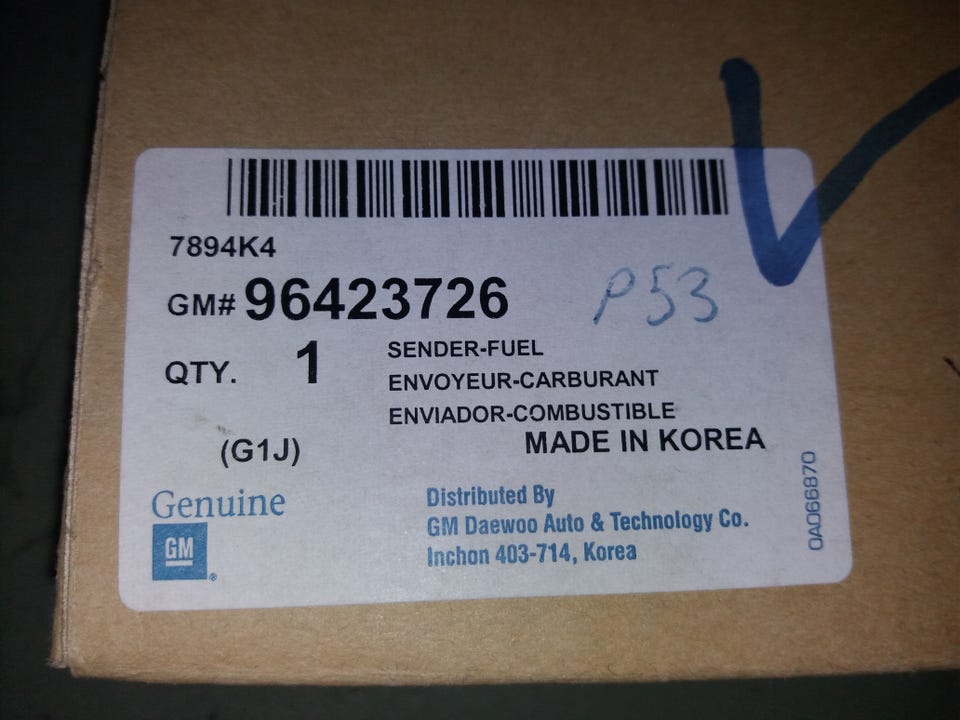 7894K4
GM# 96423726
P53
QTY. 1
SENDER-FUEL
ENVOYEUR-CARBURANT
ENVIADOR-COMBUSTIBLE
MADE IN KOREA
(G1J)
Genuine
GM
Distributed By
GM Daewoo Auto & Technology Co.
Inchon 403-714, Korea
0A066870